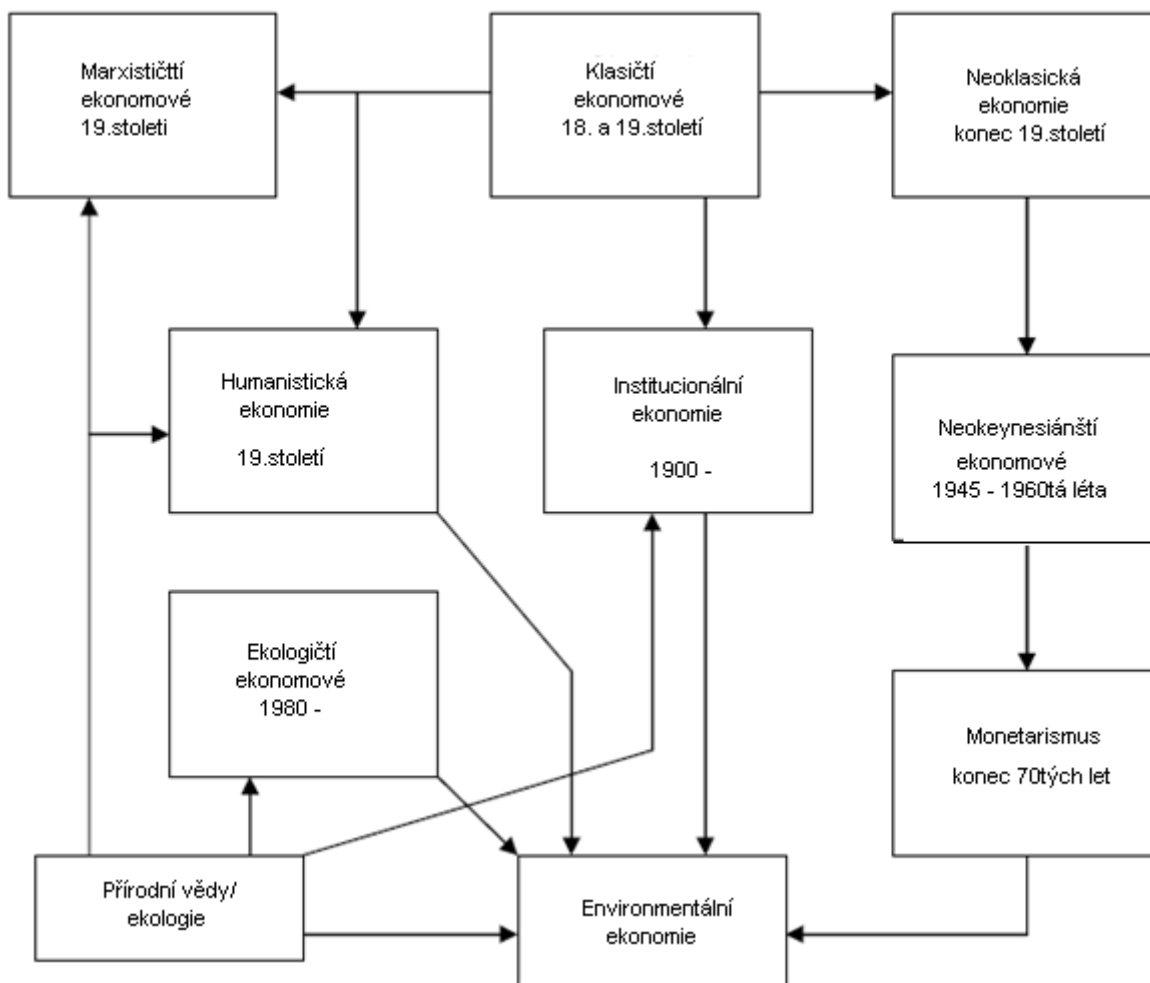 Marxističttí
ekonomové
19.stoleti
Klasičtí
ekonomové
18. a 19.století
Neoklasická
ekonomie
konec 19.století
Humanistická
ekonomie
19.století
Institucionální
ekonomie
1900 -
Neokeynesiánští
ekonomové
1945 - 1960tá léta
Ekologičtí
ekonomové
1980 -
Monetarismus
konec 70tých let
Přírodní vědy/
ekologie
Environmentální
ekonomie